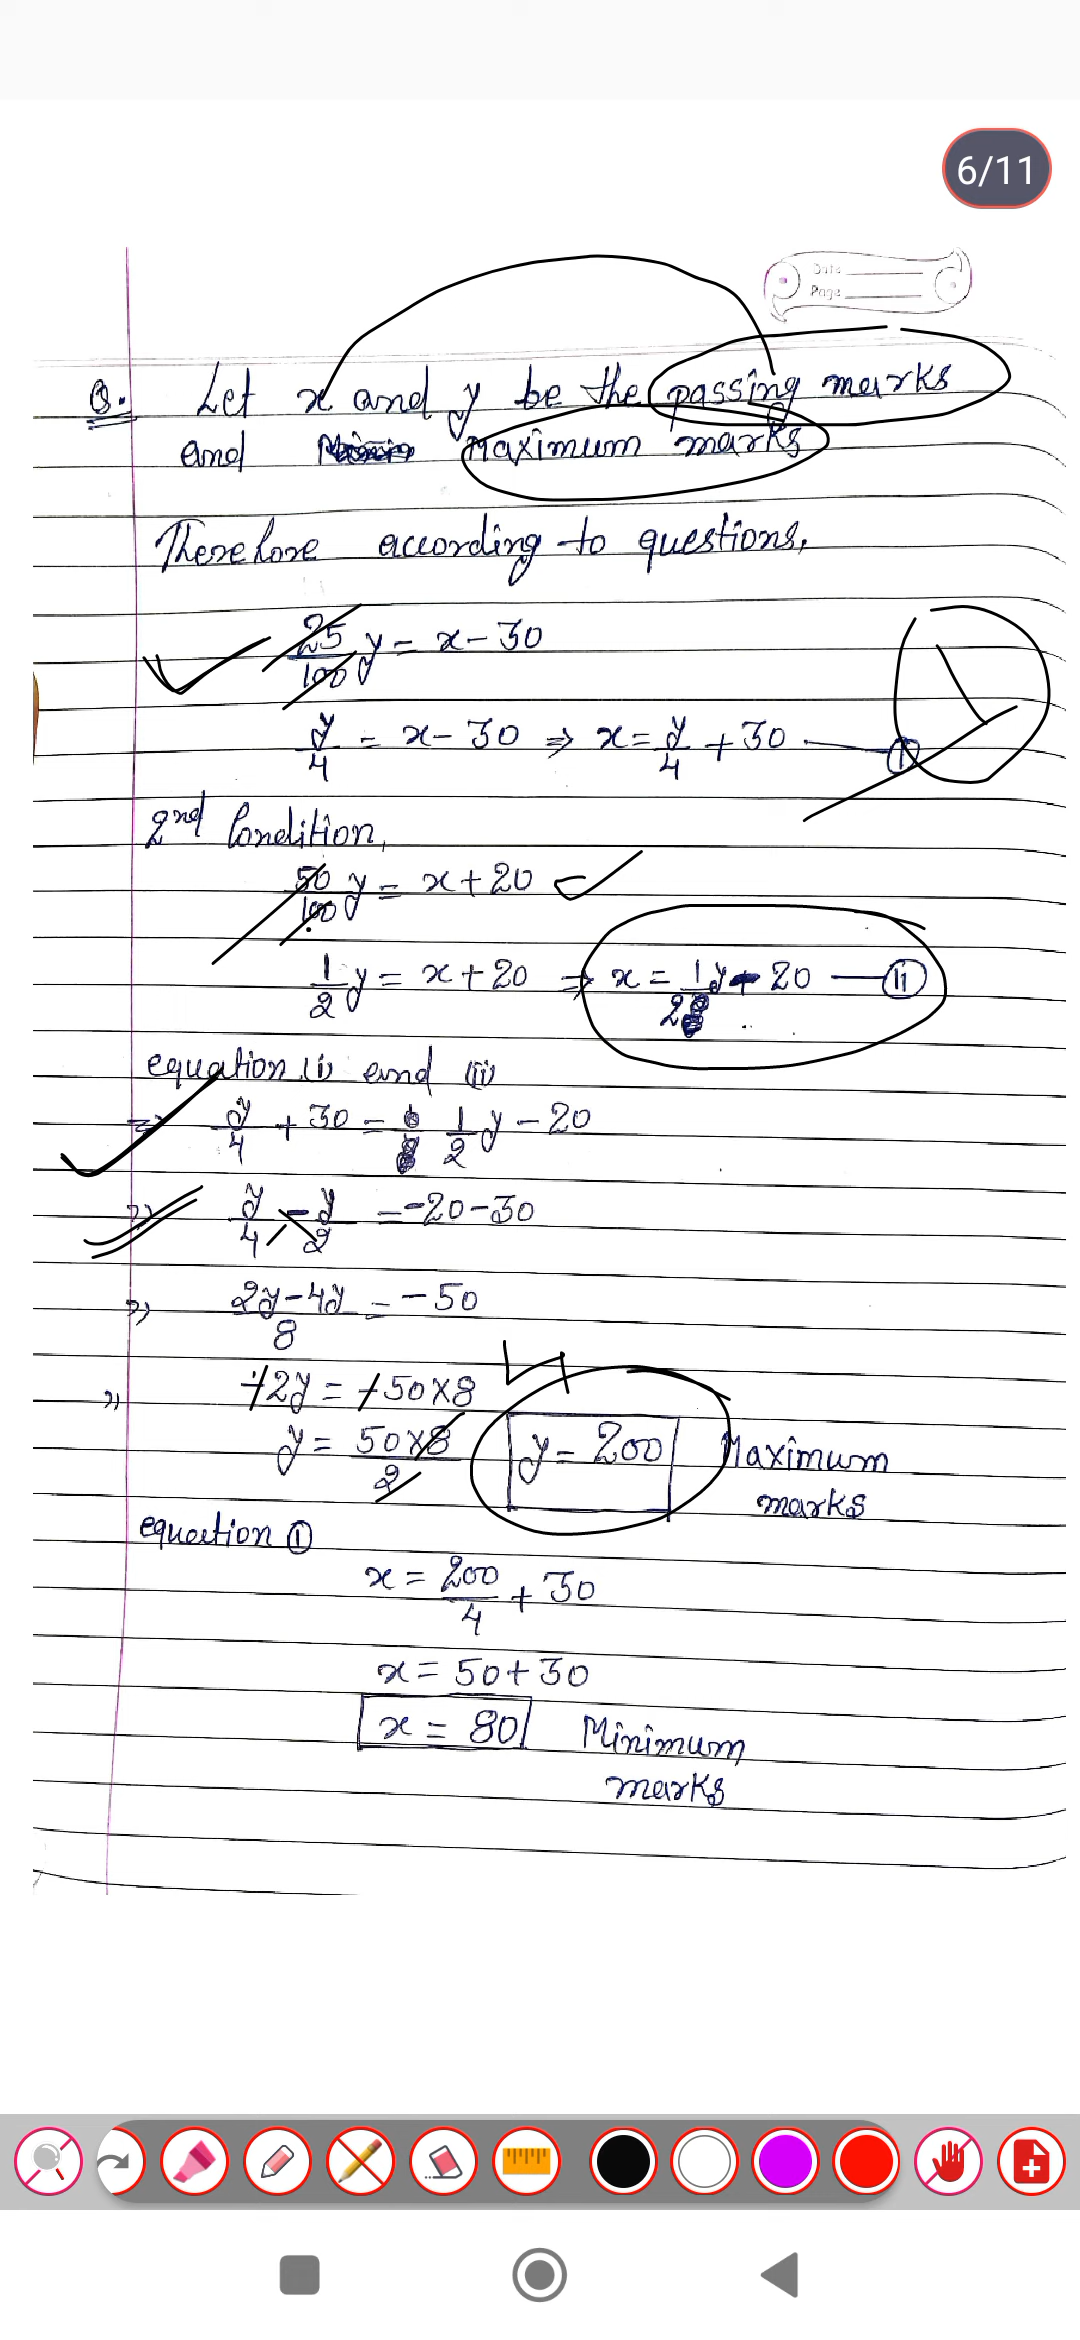 6/11
Date
Page
Q. Let x and y be the passing marks
and Maximum marks
Therefore according to questions,
25/100 y = x - 30
y/4 = x - 30 ⇒ x = y/4 + 30 — (i)
2nd Condition,
50/100 y = x + 20
1/2 y = x + 20 ⇒ x = 1/2 y - 20 — (ii)
equation (i) and (ii)
⇒ y/4 + 30 = 1/2 y - 20
⇒ y/4 - y/2 = -20 - 30
⇒ 2y - 4y/8 = -50
⇒ -2y = -50 × 8
y = 50 × 8/2 y = 200 Maximum
marks
equation (i)
x = 200/4 + 30
x = 50 + 30
x = 80 Minimum
marks